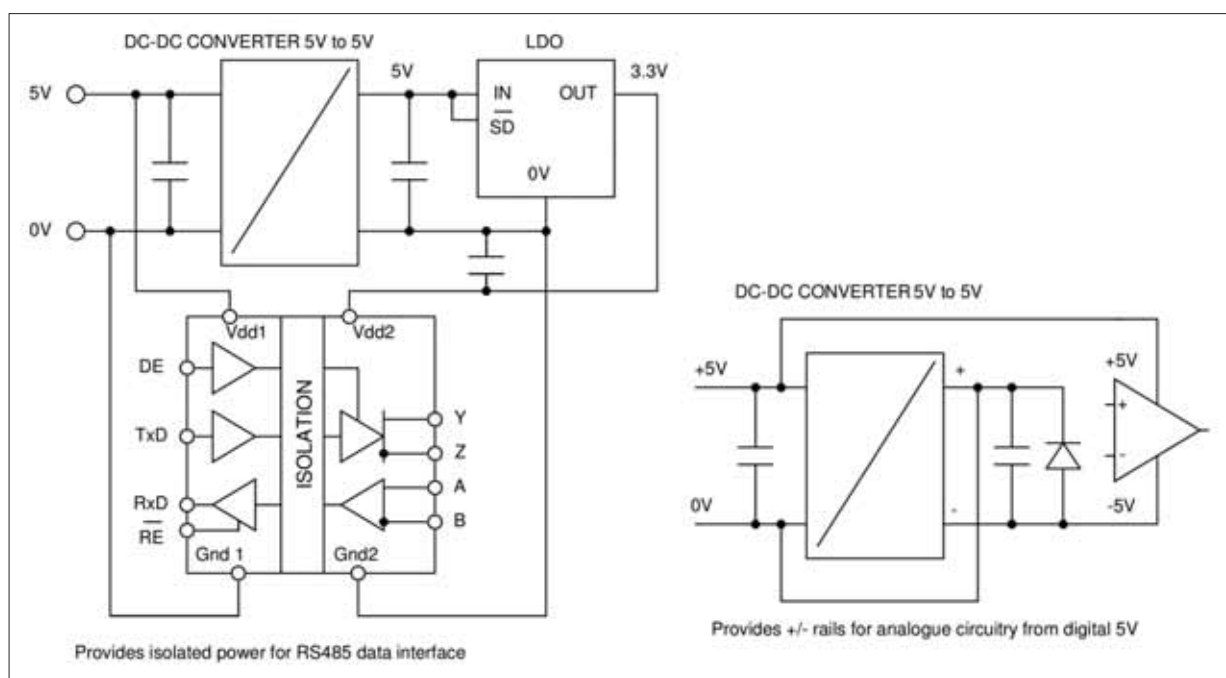 DC-DC CONVERTER 5V to 5V
LDO
5V
5V
3.3V
IN
OUT
SD
0V
0V
Vdd1
Vdd2
DE
TxD
RxD
RE
ISOLATION
Y
Z
A
B
Gnd 1
Gnd2
Provides isolated power for RS485 data interface
DC-DC CONVERTER 5V to 5V
+5V
+
+5V
+
-
0V
-
-5V
Provides +/- rails for analogue circuitry from digital 5V